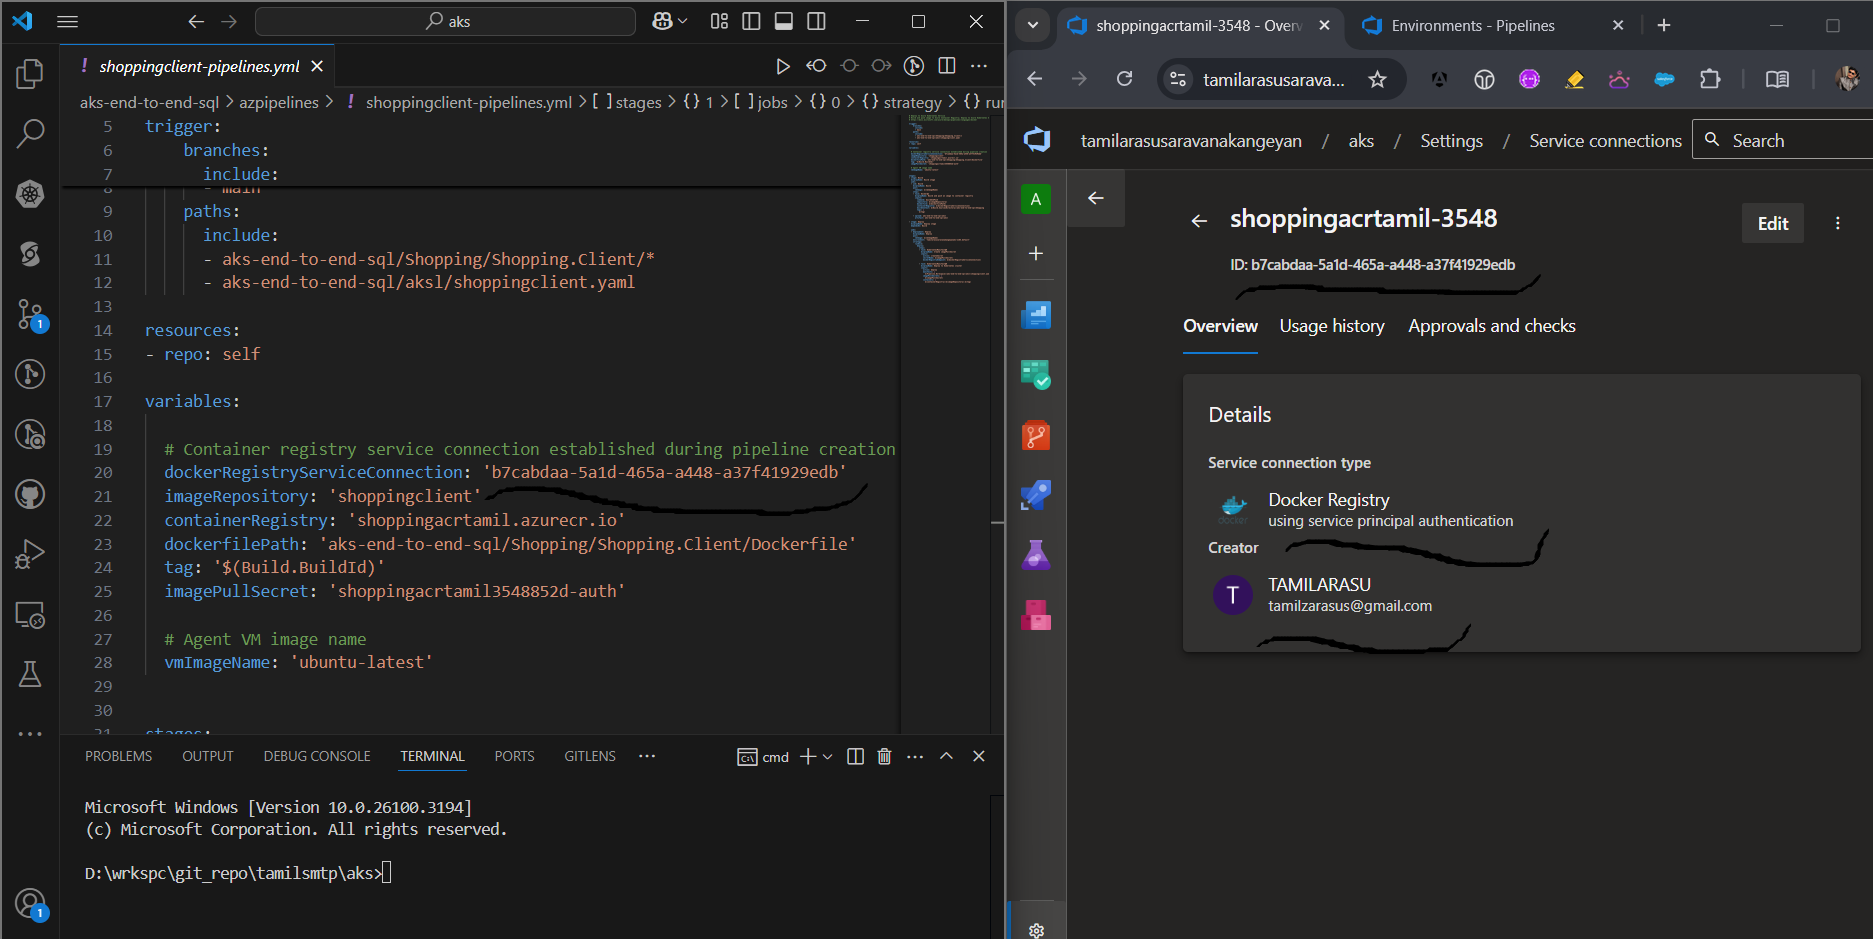 aks
shoppingclient-pipelines.yml
aks-end-to-end-sql > azpipelines > ! shoppingclient-pipelines.yml > [ ] stages > {} 1 > [ ] jobs > {} 0 > {} strategy > {} rur
5 trigger:
6 branches:
7 include:
8 - main
9 paths:
10 include:
11 - aks-end-to-end-sql/Shopping/Shopping.Client/*
12 - aks-end-to-end-sql/aksl/shoppingclient.yaml
13
14 resources:
15 - repo: self
16
17 variables:
18
19 # Container registry service connection established during pipeline creation
20 dockerRegistryServiceConnection: 'b7cabdaa-5a1d-465a-a448-a37f41929edb'
21 imageRepository: 'shoppingclient'
22 containerRegistry: 'shoppingacrtamil.azurecr.io'
23 dockerfilePath: 'aks-end-to-end-sql/Shopping/Shopping.Client/Dockerfile'
24 tag: '$(Build.BuildId)'
25 imagePullSecret: 'shoppingacrtamil3548852d-auth'
26
27 # Agent VM image name
28 vmImageName: 'ubuntu-latest'
29
30
31 stages:
PROBLEMS OUTPUT DEBUG CONSOLE TERMINAL PORTS GITLENS ··· cmd
Microsoft Windows [Version 10.0.26100.3194]
(c) Microsoft Corporation. All rights reserved.
D:\wrkspc\git_repo\tamilsmtp\aks>
1
1
shoppingacrtamil-3548 - Overv
Environments - Pipelines
tamilarasusarava...
tamilarasusaravanakangeyan / aks / Settings / Service connections
Search
A
shoppingacrtamil-3548
Edit
ID: b7cabdaa-5a1d-465a-a448-a37f41929edb
Overview Usage history Approvals and checks
Details
Service connection type
docker
Docker Registry
using service principal authentication
Creator
T
TAMILARASU
tamilzarasus@gmail.com